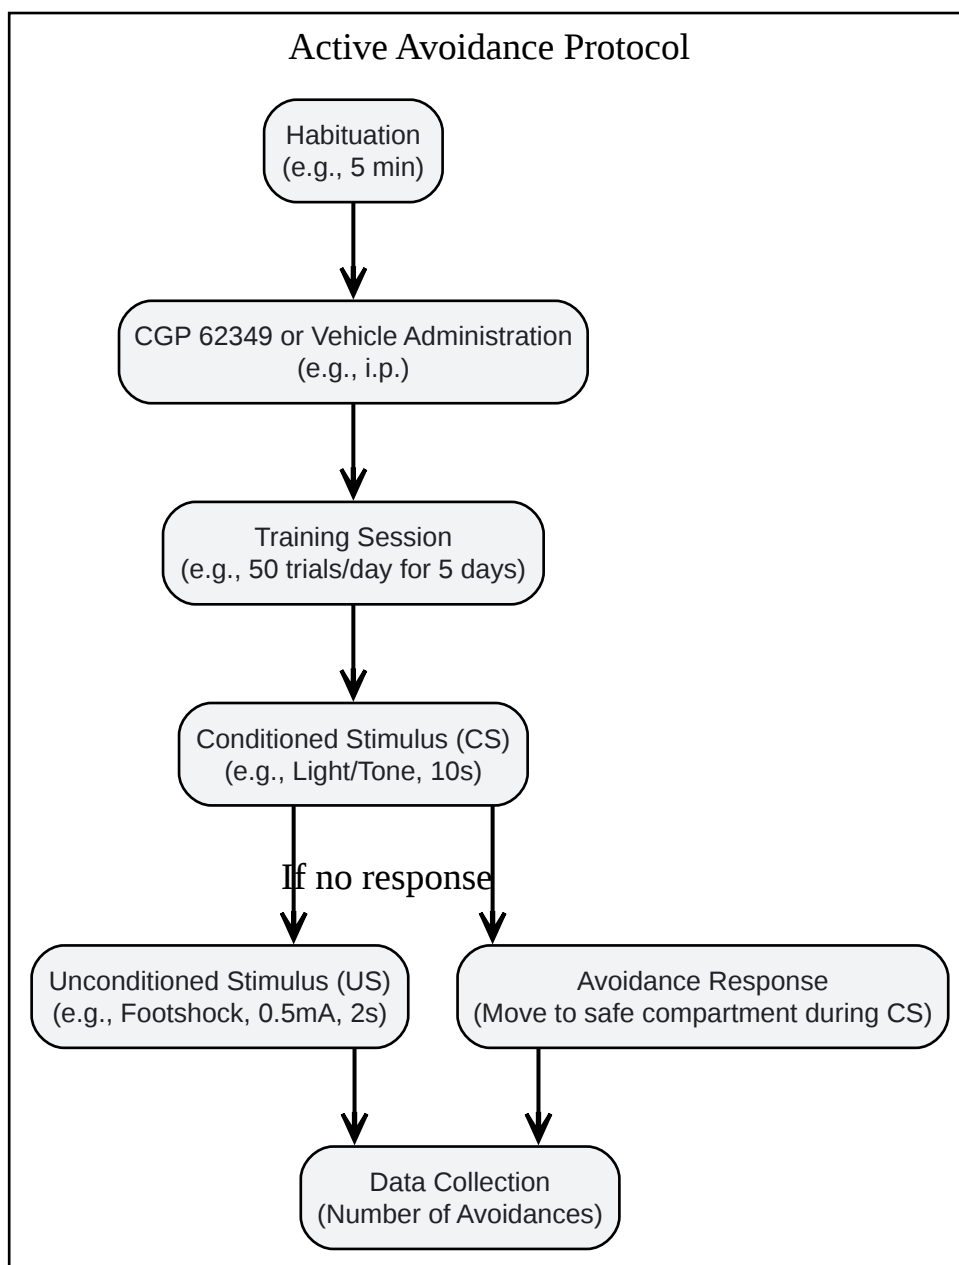 Active Avoidance Protocol
Habituation
(e.g., 5 min)
CGP 62349 or Vehicle Administration
(e.g., i.p.)
Training Session
(e.g., 50 trials/day for 5 days)
Conditioned Stimulus (CS)
(e.g., Light/Tone, 10s)
If no response
Unconditioned Stimulus (US)
(e.g., Footshock, 0.5mA, 2s)
Avoidance Response
(Move to safe compartment during CS)
Data Collection
(Number of Avoidances)